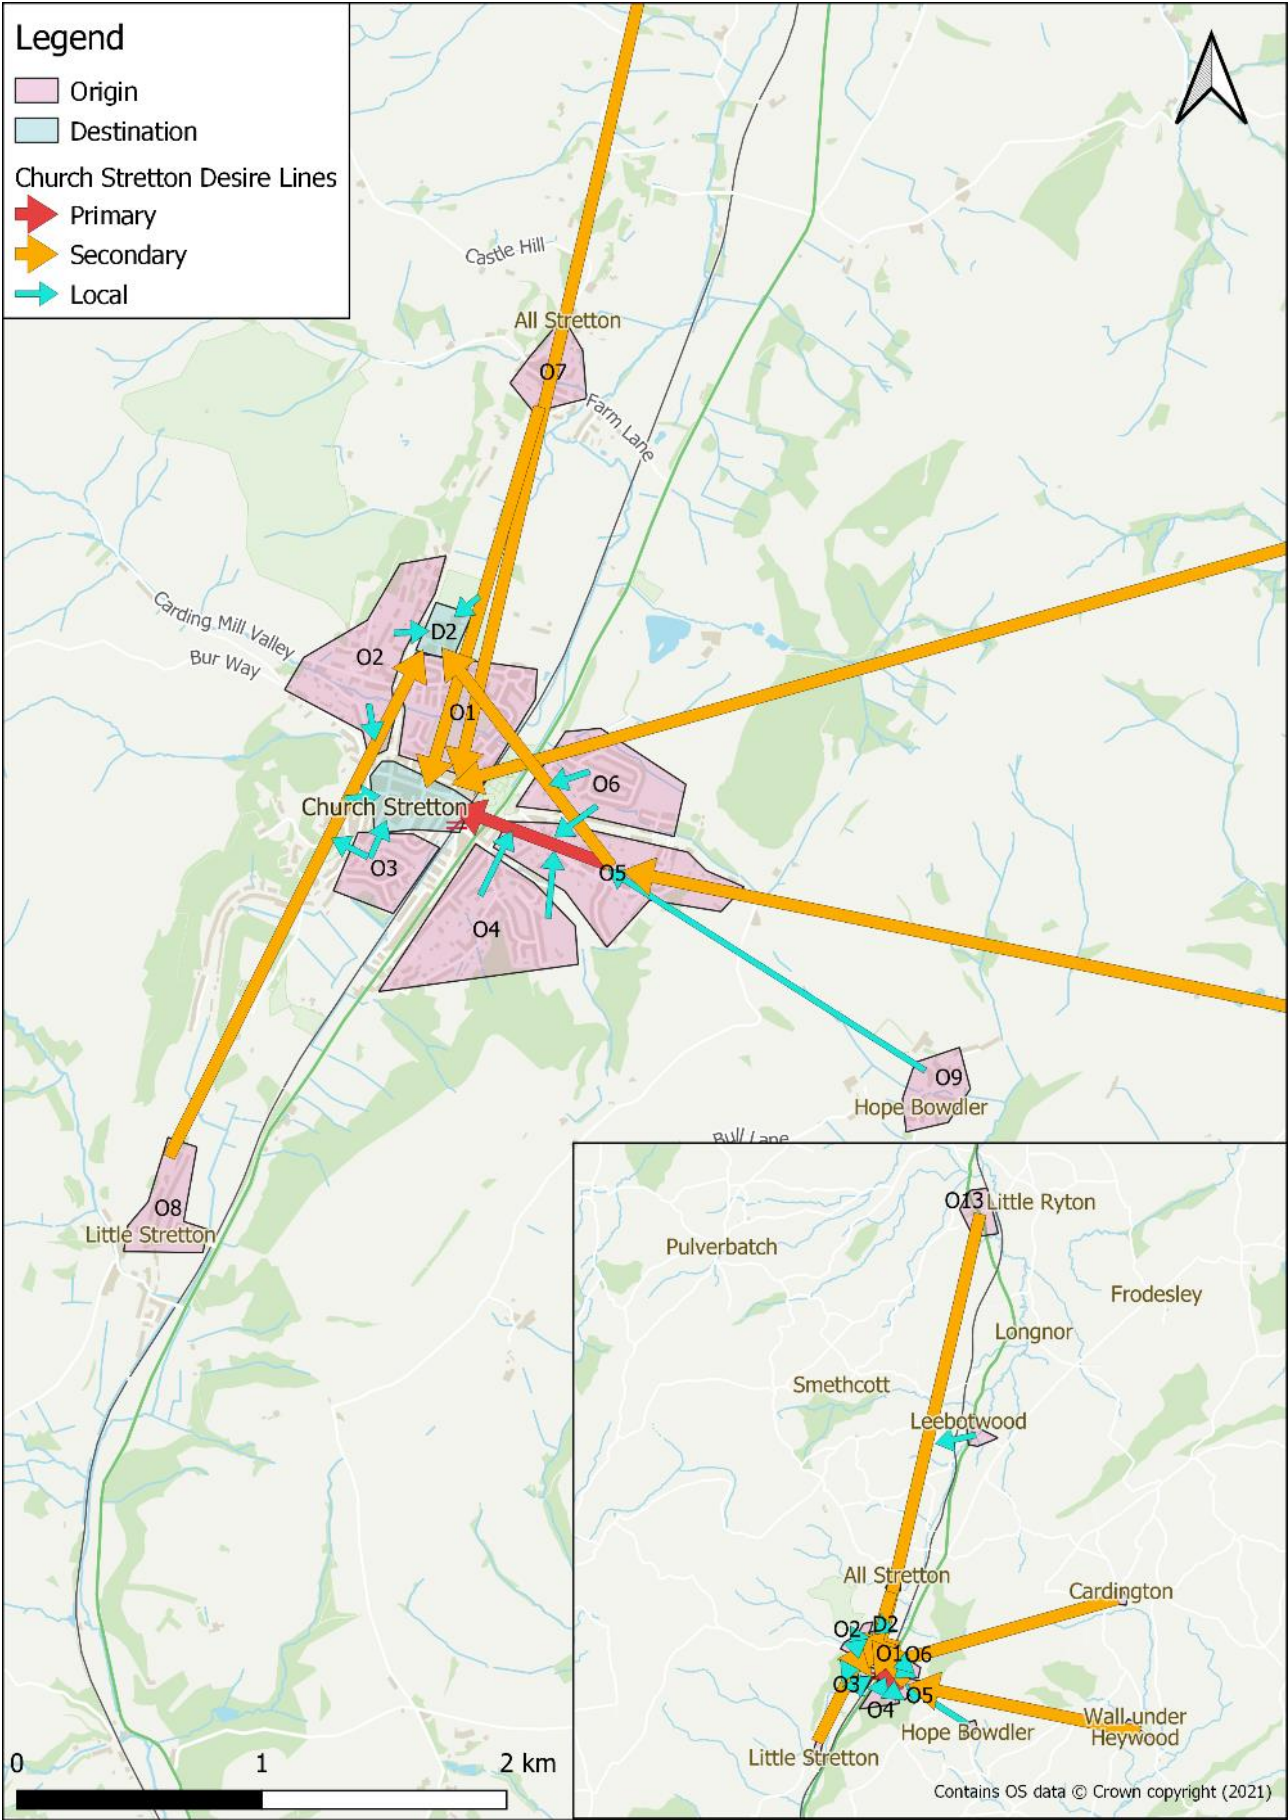 Legend
Origin
Destination
Church Stretton Desire Lines
Primary
Secondary
Local
Castle Hill
All Stretton
O7
Farm Lane
Carding Mill Valley
Bur Way
D2
O2
O1
O6
Church Stretton
O3
O5
O4
O9
Hope Bowdler
Bull Lane
O8
Little Stretton
O13 Little Ryton
Pulverbatch
Frodesley
Longnor
Smethcott
Leebotwood
All Stretton
Cardington
O2 D2
O1 O6
O3
O5
O4
Wall under
Heywood
Hope Bowdler
Little Stretton
0 1 2 km
Contains OS data © Crown copyright (2021)